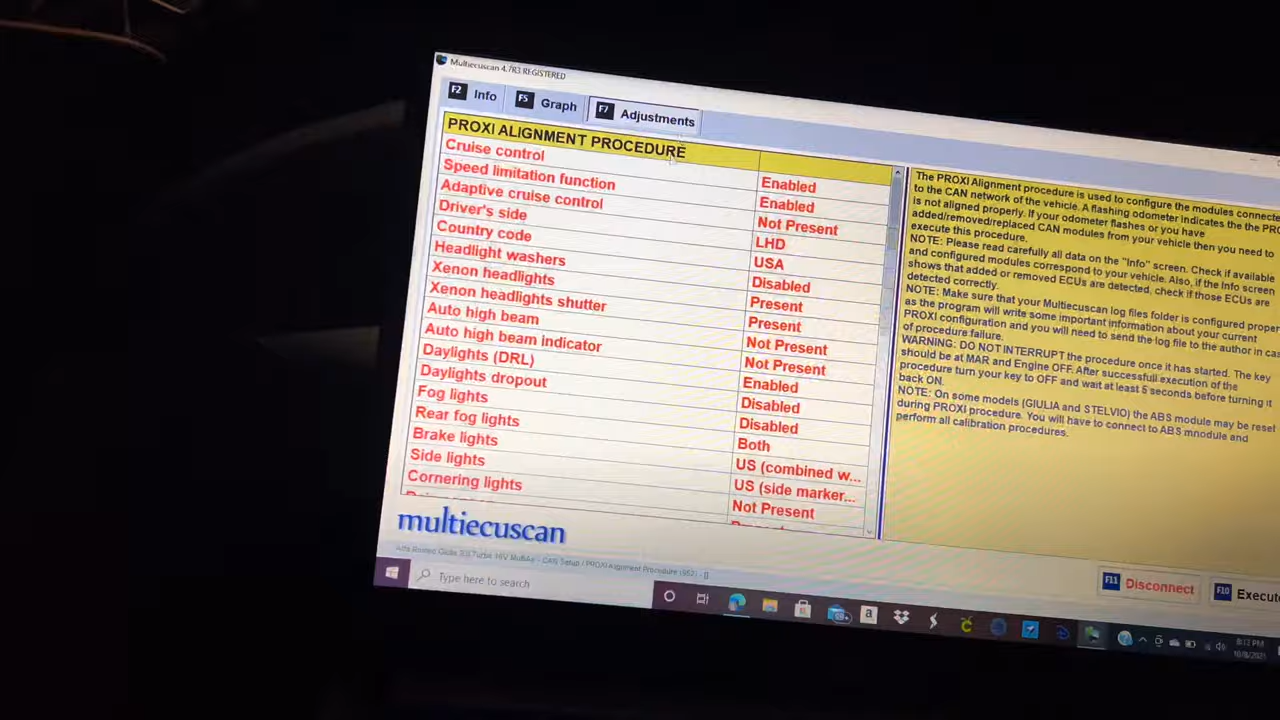 Multiecuscan 4.7R3 REGISTERED
F2 Info F5 Graph F7 Adjustments
PROXI ALIGNMENT PROCEDURE
Cruise control Enabled
Speed limitation function Enabled
Adaptive cruise control Not Present
Driver's side LHD
Country code USA
Headlight washers Disabled
Xenon headlights Present
Xenon headlights shutter Present
Auto high beam Not Present
Auto high beam indicator Not Present
Daylights (DRL) Enabled
Daylights dropout Disabled
Fog lights Disabled
Rear fog lights Both
Brake lights US (combined w...
Side lights US (side marker...
Cornering lights Not Present
The PROXI Alignment procedure is used to configure the modules connecte
to the CAN network of the vehicle. A flashing odometer indicates the the PRO
is not aligned properly. If your odometer flashes or you have
added/removed/replaced CAN modules from your vehicle then you need to
execute this procedure.
NOTE: Please read carefully all data on the "Info" screen. Check if available
and configured modules correspond to your vehicle. Also, if the Info screen
shows that added or removed ECUs are detected, check if those ECUs are
detected correctly.
NOTE: Make sure that your Multiecuscan log files folder is configured proper
as the program will write some important information about your current
PROXI configuration and you will need to send the log file to the author in cas
of procedure failure.
WARNING: DO NOT INTERRUPT the procedure once it has started. The key
should be at MAR and Engine OFF. After successfull execution of the
procedure turn your key to OFF and wait at least 5 seconds before turning it
back ON.
NOTE: On some models (GIULIA and STELVIO) the ABS module may be reset
during PROXI procedure. You will have to connect to ABS mnodule and
perform all calibration procedures.
multiecuscan
CAN Setup / PROXI Alignment Procedure
F11 Disconnect F10 Execute
Type here to search
8:13 PM
10/8/2021